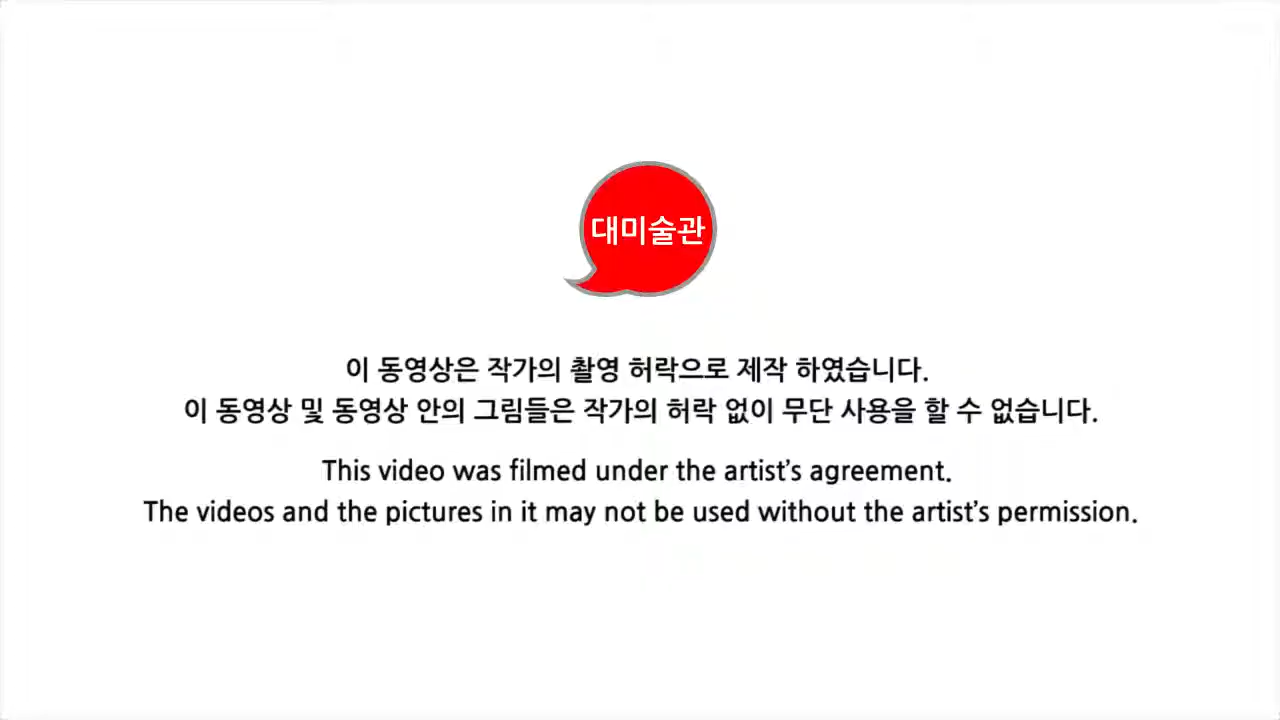 대미술관
이 동영상은 작가의 촬영 허락으로 제작 하였습니다.
이 동영상 및 동영상 안의 그림들은 작가의 허락 없이 무단 사용을 할 수 없습니다.
This video was filmed under the artist’s agreement.
The videos and the pictures in it may not be used without the artist’s permission.